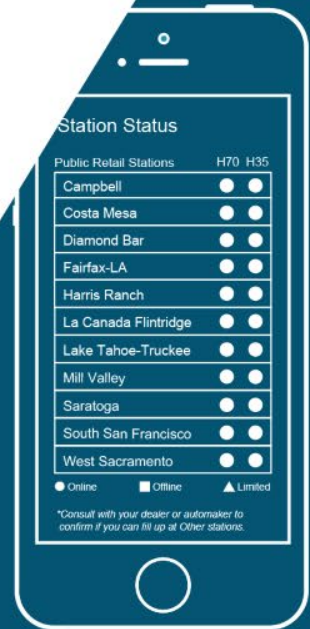 Station Status
Public Retail Stations H70 H35
Campbell
Costa Mesa
Diamond Bar
Fairfax-LA
Harris Ranch
La Canada Flintridge
Lake Tahoe-Truckee
Mill Valley
Saratoga
South San Francisco
West Sacramento
Online Offline Limited
*Consult with your dealer or automaker to
confirm if you can fill up at Other stations.